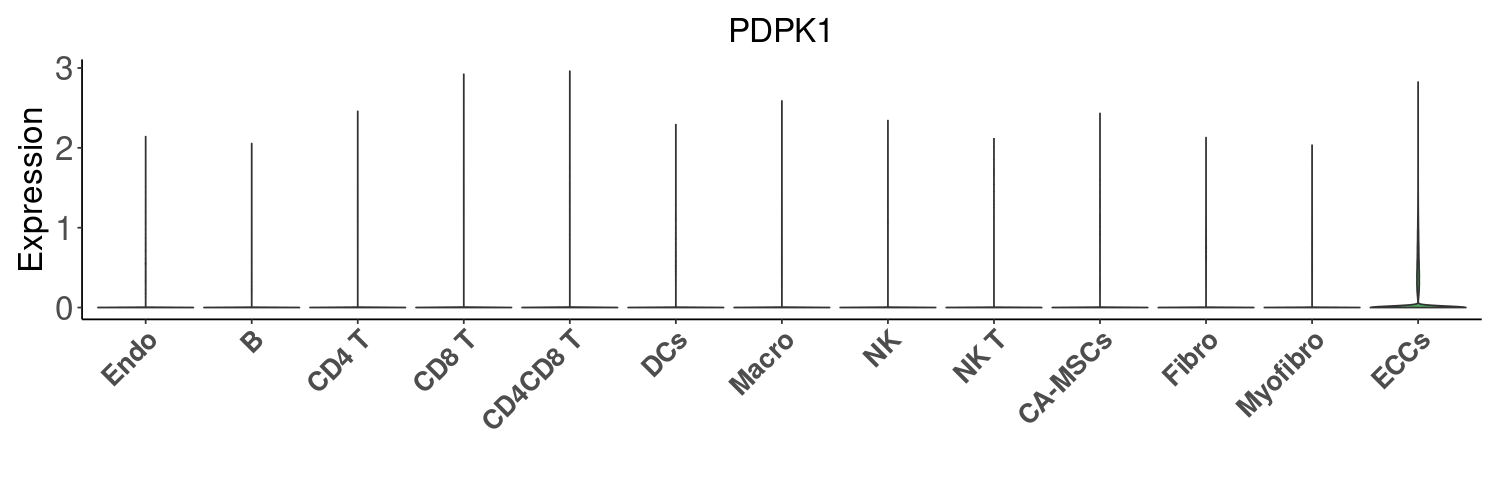 PDPK1
Expression
3
2
1
0
Endo
B
CD4 T
CD8 T
CD4CD8 T
DCs
Macro
NK
NK T
CA-MSCs
Fibro
Myofibro
ECCs